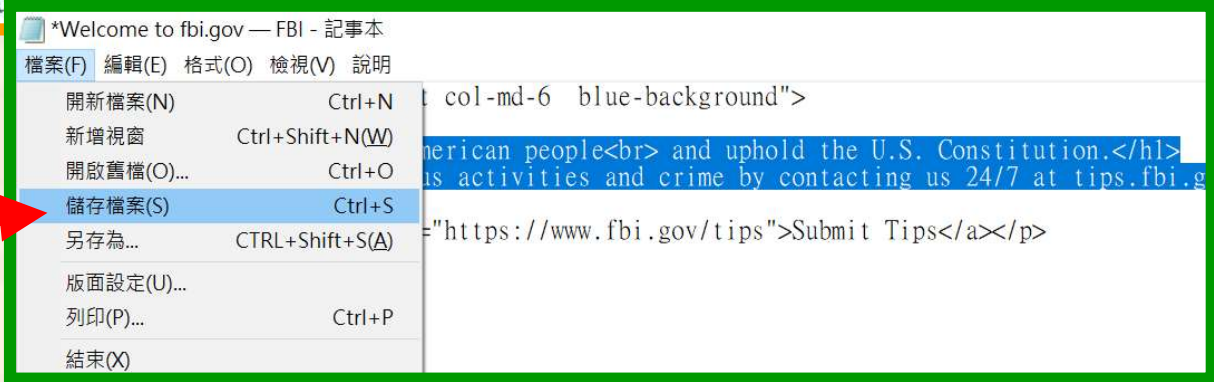 *Welcome to fbi.gov — FBI - 記事本
檔案(F) 編輯(E) 格式(O) 檢視(V) 說明
開新檔案(N) Ctrl+N
新增視窗 Ctrl+Shift+N(W)
開啟舊檔(O)... Ctrl+O
儲存檔案(S) Ctrl+S
另存為... CTRL+Shift+S(A)
版面設定(U)...
列印(P)... Ctrl+P
結束(X)
col-md-6 blue-background">
people<br> and uphold the U.S. Constitution.</h1>
activities and crime by contacting us 24/7 at tips.fbi.g
="https://www.fbi.gov/tips">Submit Tips</a></p>